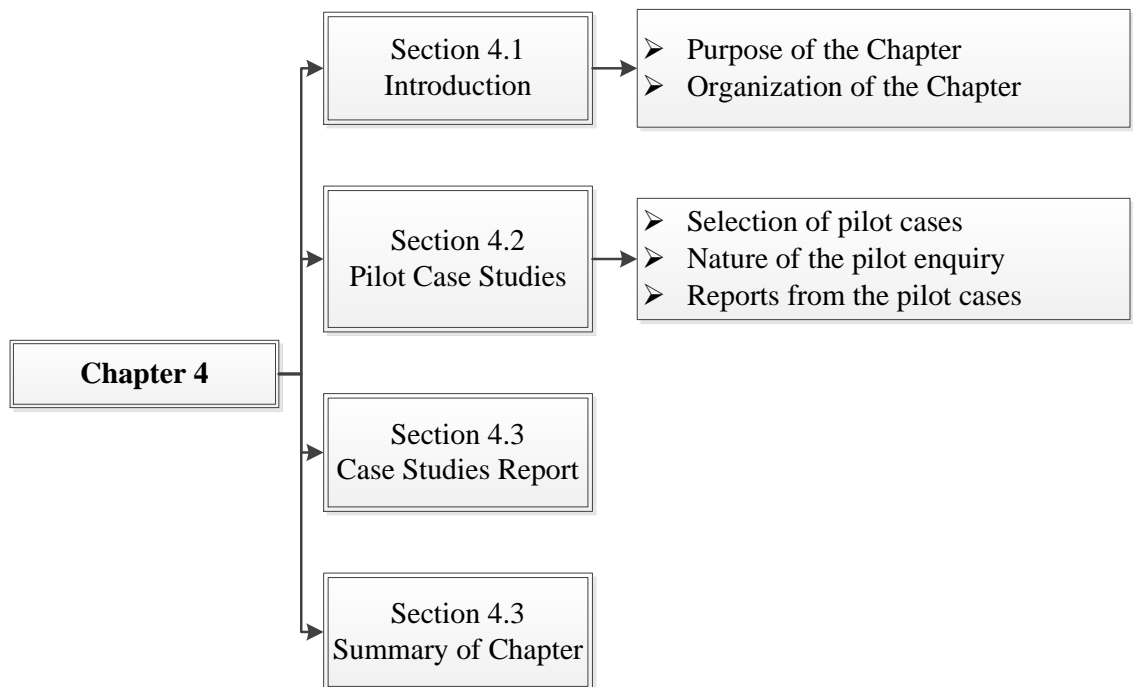 Section 4.1
Introduction
➢ Purpose of the Chapter
➢ Organization of the Chapter
Section 4.2
Pilot Case Studies
➢ Selection of pilot cases
➢ Nature of the pilot enquiry
➢ Reports from the pilot cases
Chapter 4
Section 4.3
Case Studies Report
Section 4.3
Summary of Chapter